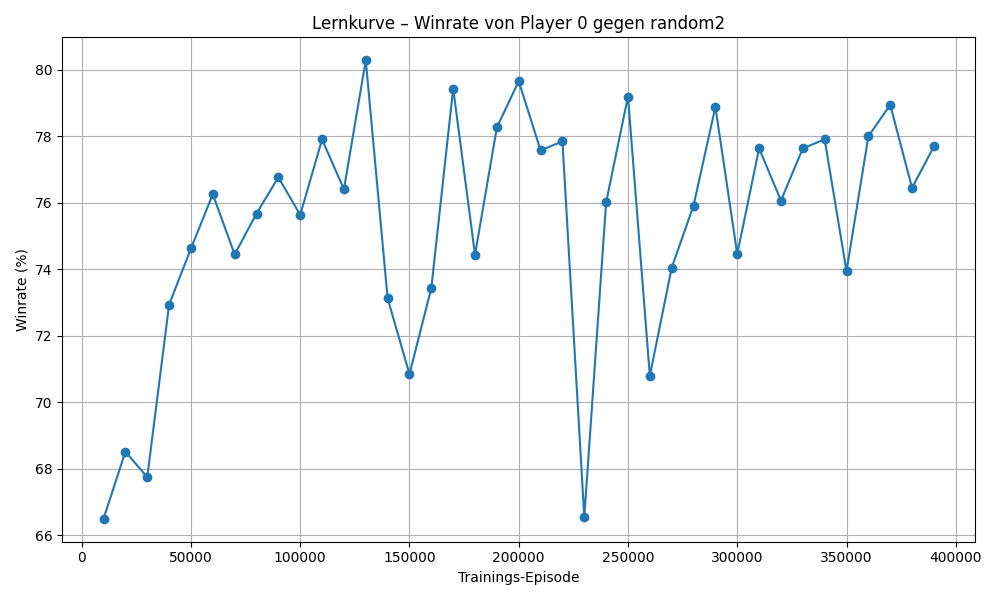 Lernkurve – Winrate von Player 0 gegen random2
Winrate (%)
80
78
76
74
72
70
68
66
0 50000 100000 150000 200000 250000 300000 350000 400000
Trainings-Episode